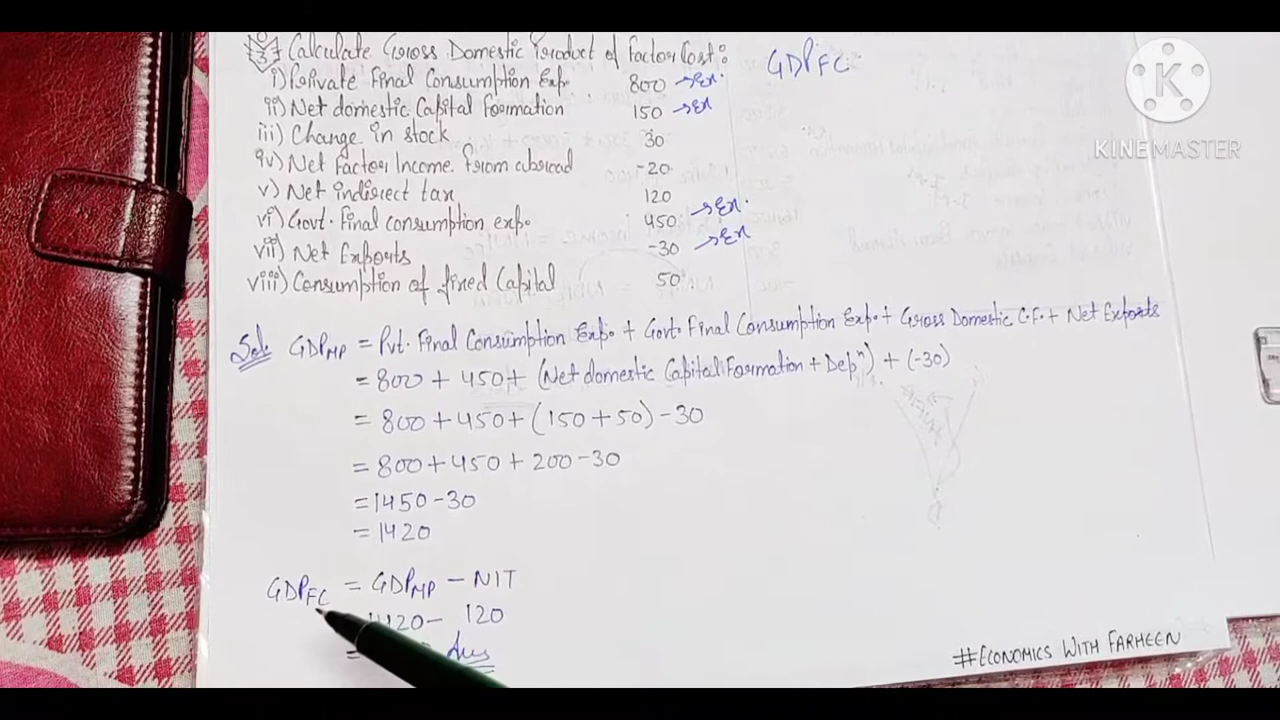 3 Calculate Gross Domestic Product of Factor Cost:
i) Private Final Consumption Exp. 800 → Ex.
ii) Net domestic Capital Formation 150 → Ex
iii) Change in stock 30
iv) Net Factor Income from abroad -20
v) Net indirect tax 120
vi) Govt. Final consumption exp. 450 → Ex.
vii) Net Exports -30 → Ex
viii) Consumption of fixed Capital 50
GDPFC
K
KINEMASTER
Sol. GDPMP = Pvt. Final Consumption Exp. + Govt. Final Consumption Exp. + Gross Domestic C.F. + Net Exports
= 800 + 450 + (Net domestic Capital Formation + Depn) + (-30)
= 800 + 450 + (150 + 50) - 30
= 800 + 450 + 200 - 30
= 1450 - 30
= 1420
GDPFC = GDPMP - NIT
1420 - 120
= Ans
#ECONOMICS WITH FARHEEN